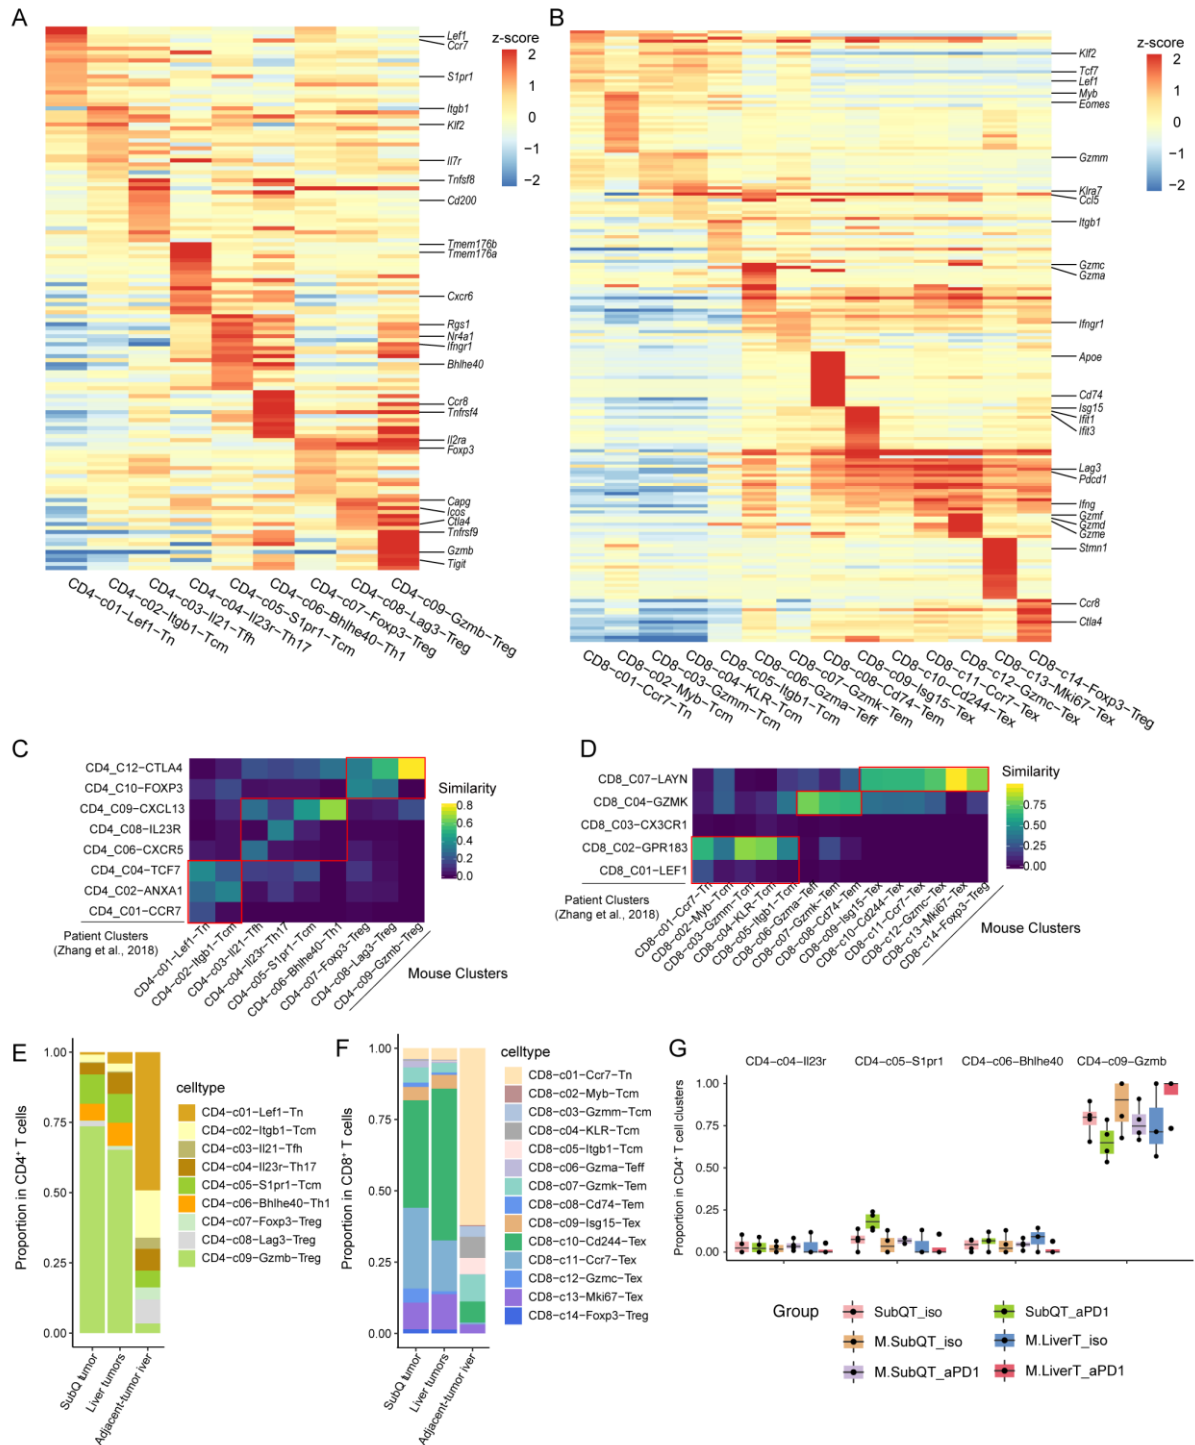 A
z-score
2
1
0
−1
−2
Lef1
Ccr7
S1pr1
Itgb1
Klf2
Il7r
Tnfsf8
Cd200
Tmem176b
Tmem176a
Cxcr6
Rgs1
Nr4a1
Ifngr1
Bhlhe40
Ccr8
Tnfrsf4
Il2ra
Foxp3
Capg
Icos
Ctla4
Tnfrsf9
Gzmb
Tigit
CD4−c01−Lef1−Tn
CD4−c02−Itgb1−Tcm
CD4−c03−Il21−Tfh
CD4−c04−Il23r−Th17
CD4−c05−S1pr1−Tcm
CD4−c06−Bhlhe40−Th1
CD4−c07−Foxp3−Treg
CD4−c08−Lag3−Treg
CD4−c09−Gzmb−Treg
B
z-score
2
1
0
−1
−2
Klf2
Tcf7
Lef1
Myb
Eomes
Gzmm
Klra7
Ccl5
Itgb1
Gzmc
Gzma
Ifngr1
Apoe
Cd74
Isg15
Ifit1
Ifit3
Lag3
Pdcd1
Ifng
Gzmf
Gzmd
Gzme
Stmn1
Ccr8
Ctla4
CD8−c01−Ccr7−Tn
CD8−c02−Myb−Tcm
CD8−c03−Gzmm−Tcm
CD8−c04−KLR−Tcm
CD8−c05−Itgb1−Tcm
CD8−c06−Gzma−Teff
CD8−c07−Gzmk−Tem
CD8−c08−Cd74−Tem
CD8−c09−Isg15−Tex
CD8−c10−Cd244−Tex
CD8−c11−Ccr7−Tex
CD8−c12−Gzmc−Tex
CD8−c13−Mki67−Tex
CD8−c14−Foxp3−Treg
C
CD4_C12−CTLA4
CD4_C10−FOXP3
CD4_C09−CXCL13
CD4_C08−IL23R
CD4_C06−CXCR5
CD4_C04−TCF7
CD4_C02−ANXA1
CD4_C01−CCR7
Patient Clusters
(Zhang et al., 2018)
Similarity
0.8
0.6
0.4
0.2
0.0
CD4−c01−Lef1−Tn
CD4−c02−Itgb1−Tcm
CD4−c03−Il21−Tfh
CD4−c04−Il23r−Th17
CD4−c05−S1pr1−Tcm
CD4−c06−Bhlhe40−Th1
CD4−c07−Foxp3−Treg
CD4−c08−Lag3−Treg
CD4−c09−Gzmb−Treg
Mouse Clusters
D
CD8_C07−LAYN
CD8_C04−GZMK
CD8_C03−CX3CR1
CD8_C02−GPR183
CD8_C01−LEF1
Patient Clusters
(Zhang et al., 2018)
Similarity
0.75
0.50
0.25
0.00
CD8−c01−Ccr7−Tn
CD8−c02−Myb−Tcm
CD8−c03−Gzmm−Tcm
CD8−c04−KLR−Tcm
CD8−c05−Itgb1−Tcm
CD8−c06−Gzma−Teff
CD8−c07−Gzmk−Tem
CD8−c08−Cd74−Tem
CD8−c09−Isg15−Tex
CD8−c10−Cd244−Tex
CD8−c11−Ccr7−Tex
CD8−c12−Gzmc−Tex
CD8−c13−Mki67−Tex
CD8−c14−Foxp3−Treg
Mouse Clusters
E
Proportion in CD4⁺ T cells
1.00
0.75
0.50
0.25
0.00
SubQ tumor
Liver tumors
Adjacent−tumor iver
celltype
CD4−c01−Lef1−Tn
CD4−c02−Itgb1−Tcm
CD4−c03−Il21−Tfh
CD4−c04−Il23r−Th17
CD4−c05−S1pr1−Tcm
CD4−c06−Bhlhe40−Th1
CD4−c07−Foxp3−Treg
CD4−c08−Lag3−Treg
CD4−c09−Gzmb−Treg
F
Proportion in CD8⁺ T cells
1.00
0.75
0.50
0.25
0.00
SubQ tumor
Liver tumors
Adjacent−tumor iver
celltype
CD8−c01−Ccr7−Tn
CD8−c02−Myb−Tcm
CD8−c03−Gzmm−Tcm
CD8−c04−KLR−Tcm
CD8−c05−Itgb1−Tcm
CD8−c06−Gzma−Teff
CD8−c07−Gzmk−Tem
CD8−c08−Cd74−Tem
CD8−c09−Isg15−Tex
CD8−c10−Cd244−Tex
CD8−c11−Ccr7−Tex
CD8−c12−Gzmc−Tex
CD8−c13−Mki67−Tex
CD8−c14−Foxp3−Treg
G
CD4−c04−Il23r
CD4−c05−S1pr1
CD4−c06−Bhlhe40
CD4−c09−Gzmb
Proportion in CD4⁺ T cell clusters
1.00
0.75
0.50
0.25
0.00
Group
SubQT_iso
SubQT_aPD1
M.SubQT_iso
M.LiverT_iso
M.SubQT_aPD1
M.LiverT_aPD1